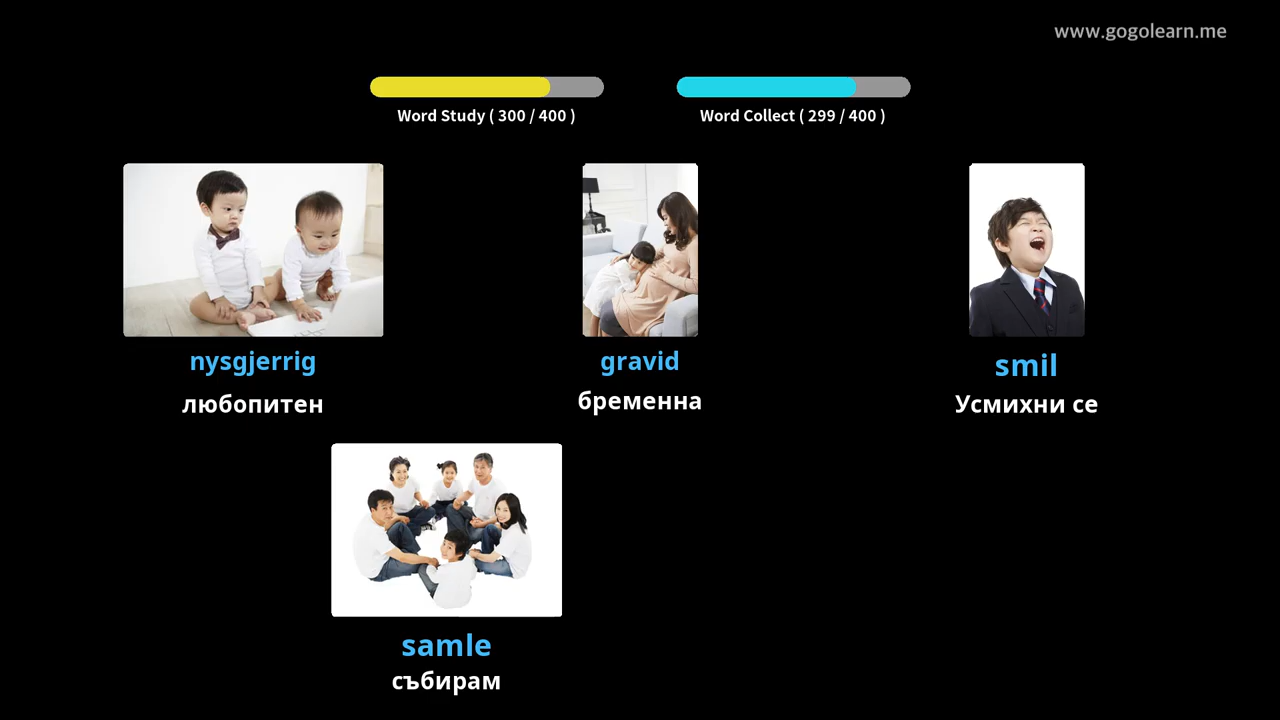 www.gogolearn.me
Word Study ( 300 / 400 )
Word Collect ( 299 / 400 )
nysgjerrig
gravid
smil
любопитен
бременна
Усмихни се
samle
събирам